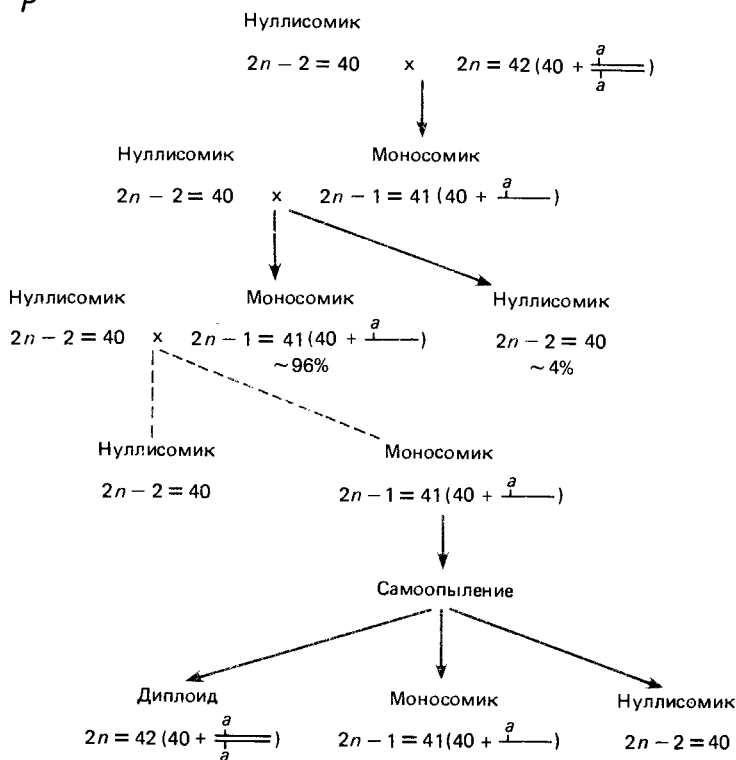 P
Нуллисомик
2n − 2 = 40 x 2n = 42 (40 + a a)
Нуллисомик Моносомик
2n − 2 = 40 x 2n − 1 = 41 (40 + a)
Нуллисомик Моносомик Нуллисомик
2n − 2 = 40 x 2n − 1 = 41 (40 + a) 2n − 2 = 40
~96% ~4%
Нуллисомик Моносомик
2n − 2 = 40 2n − 1 = 41 (40 + a)
Самоопыление
Диплоид Моносомик Нуллисомик
2n = 42 (40 + a a) 2n − 1 = 41 (40 + a) 2n − 2 = 40